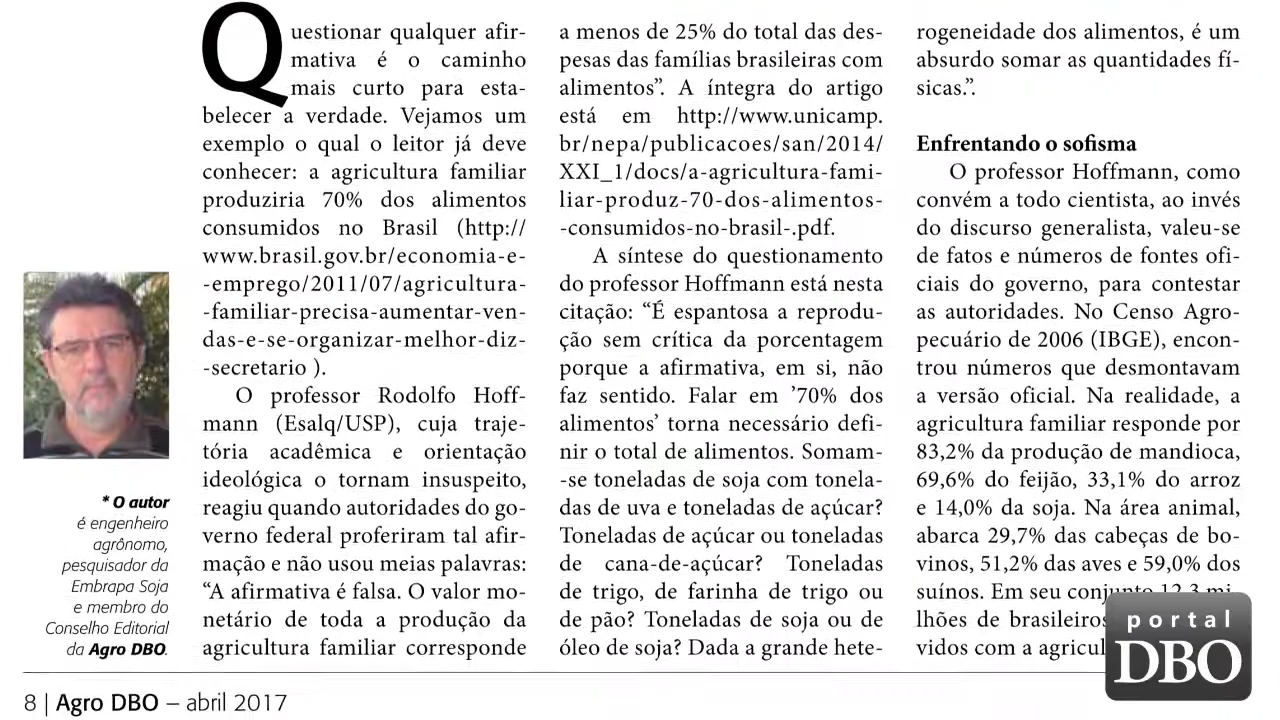 Questionar qualquer afir-
mativa é o caminho
mais curto para esta-
belecer a verdade. Vejamos um
exemplo o qual o leitor já deve
conhecer: a agricultura familiar
produziria 70% dos alimentos
consumidos no Brasil (http://
www.brasil.gov.br/economia-e-
-emprego/2011/07/agricultura-
-familiar-precisa-aumentar-ven-
das-e-se-organizar-melhor-diz-
-secretario ).
O professor Rodolfo Hoff-
mann (Esalq/USP), cuja traje-
tória acadêmica e orientação
ideológica o tornam insuspeito,
reagiu quando autoridades do go-
verno federal proferiram tal afir-
mação e não usou meias palavras:
“A afirmativa é falsa. O valor mo-
netário de toda a produção da
agricultura familiar corresponde
a menos de 25% do total das des-
pesas das famílias brasileiras com
alimentos”. A íntegra do artigo
está em http://www.unicamp.
br/nepa/publicacoes/san/2014/
XXI_1/docs/a-agricultura-fami-
liar-produz-70-dos-alimentos-
-consumidos-no-brasil-.pdf.
A síntese do questionamento
do professor Hoffmann está nesta
citação: “É espantosa a reprodu-
ção sem crítica da porcentagem
porque a afirmativa, em si, não
faz sentido. Falar em ’70% dos
alimentos’ torna necessário defi-
nir o total de alimentos. Somam-
-se toneladas de soja com tonela-
das de uva e toneladas de açúcar?
Toneladas de açúcar ou toneladas
de cana-de-açúcar? Toneladas
de trigo, de farinha de trigo ou
de pão? Toneladas de soja ou de
óleo de soja? Dada a grande hete-
rogeneidade dos alimentos, é um
absurdo somar as quantidades fí-
sicas.”.
Enfrentando o sofisma
O professor Hoffmann, como
convém a todo cientista, ao invés
do discurso generalista, valeu-se
de fatos e números de fontes ofi-
ciais do governo, para contestar
as autoridades. No Censo Agro-
pecuário de 2006 (IBGE), encon-
trou números que desmontavam
a versão oficial. Na realidade, a
agricultura familiar responde por
83,2% da produção de mandioca,
69,6% do feijão, 33,1% do arroz
e 14,0% da soja. Na área animal,
abarca 29,7% das cabeças de bo-
vinos, 51,2% das aves e 59,0% dos
suínos. Em seu conjunto 12,3 mi-
lhões de brasileiros
vidos com a agricul
* O autor
é engenheiro
agrônomo,
pesquisador da
Embrapa Soja
e membro do
Conselho Editorial
da Agro DBO.
8 | Agro DBO – abril 2017
portal
DBO